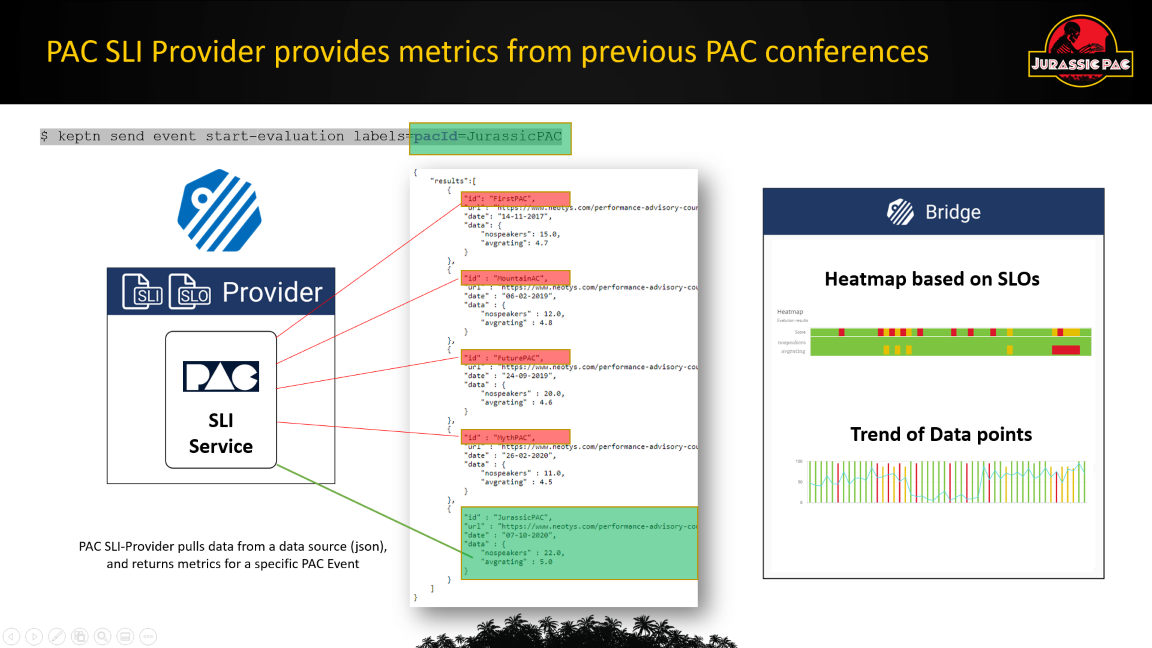 PAC SLI Provider provides metrics from previous PAC conferences
JURASSIC PAC
$ keptn send event start-evaluation labels=pacId=JurassicPAC
SLI SLO Provider
PAC
SLI
Service
PAC SLI-Provider pulls data from a data source (json),
and returns metrics for a specific PAC Event
{
"results":[
{
"id": "FirstPAC",
"url": "https://www.neotys.com/performance-advisory-cour
"date": "14-11-2017",
"data": {
"nospeakers": 15.0,
"avgrating": 4.7
}
},
{
"id" : "MountainAC",
"url" : "https://www.neotys.com/performance-advisory-cou
"date" : "06-02-2019",
"data" : {
"nospeakers" : 12.0,
"avgrating" : 4.8
}
},
{
"id" : "FuturePAC",
"url" : "https://www.neotys.com/performance-advisory-cou
"date" : "24-09-2019",
"data" : {
"nospeakers" : 20.0,
"avgrating" : 4.6
}
},
{
"id" : "MythPAC",
"url" : "https://www.neotys.com/performance-advisory-cou
"date" : "26-02-2020",
"data" : {
"nospeakers" : 11.0,
"avgrating" : 4.5
}
},
{
"id" : "JurassicPAC",
"url" : "https://www.neotys.com/performance-advisory-cou
"date" : "07-10-2020",
"data" : {
"nospeakers" : 22.0,
"avgrating" : 5.0
}
}
]
}
Bridge
Heatmap based on SLOs
Heatmap
Evaluation results
Score
nospeakers
avgrating
Trend of Data points
100
50
0